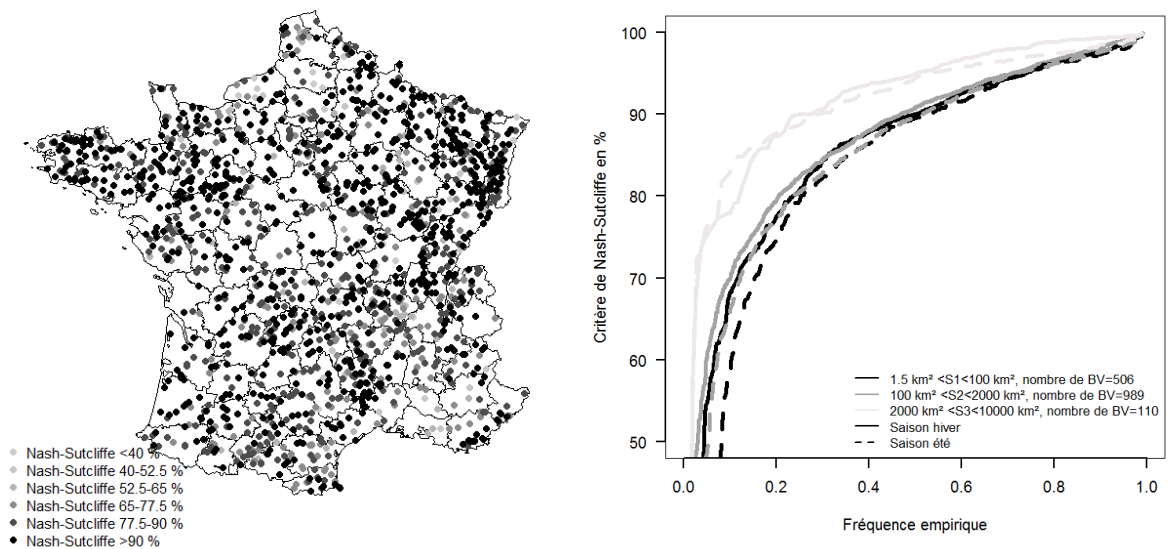 Nash-Sutcliffe <40 %
Nash-Sutcliffe 40-52.5 %
Nash-Sutcliffe 52.5-65 %
Nash-Sutcliffe 65-77.5 %
Nash-Sutcliffe 77.5-90 %
Nash-Sutcliffe >90 %
Critère de Nash-Sutcliffe en %
100
90
80
70
60
50
1.5 km² <S1<100 km², nombre de BV=506
100 km² <S2<2000 km², nombre de BV=989
2000 km² <S3<10000 km², nombre de BV=110
Saison hiver
Saison été
0.0 0.2 0.4 0.6 0.8 1.0
Fréquence empirique